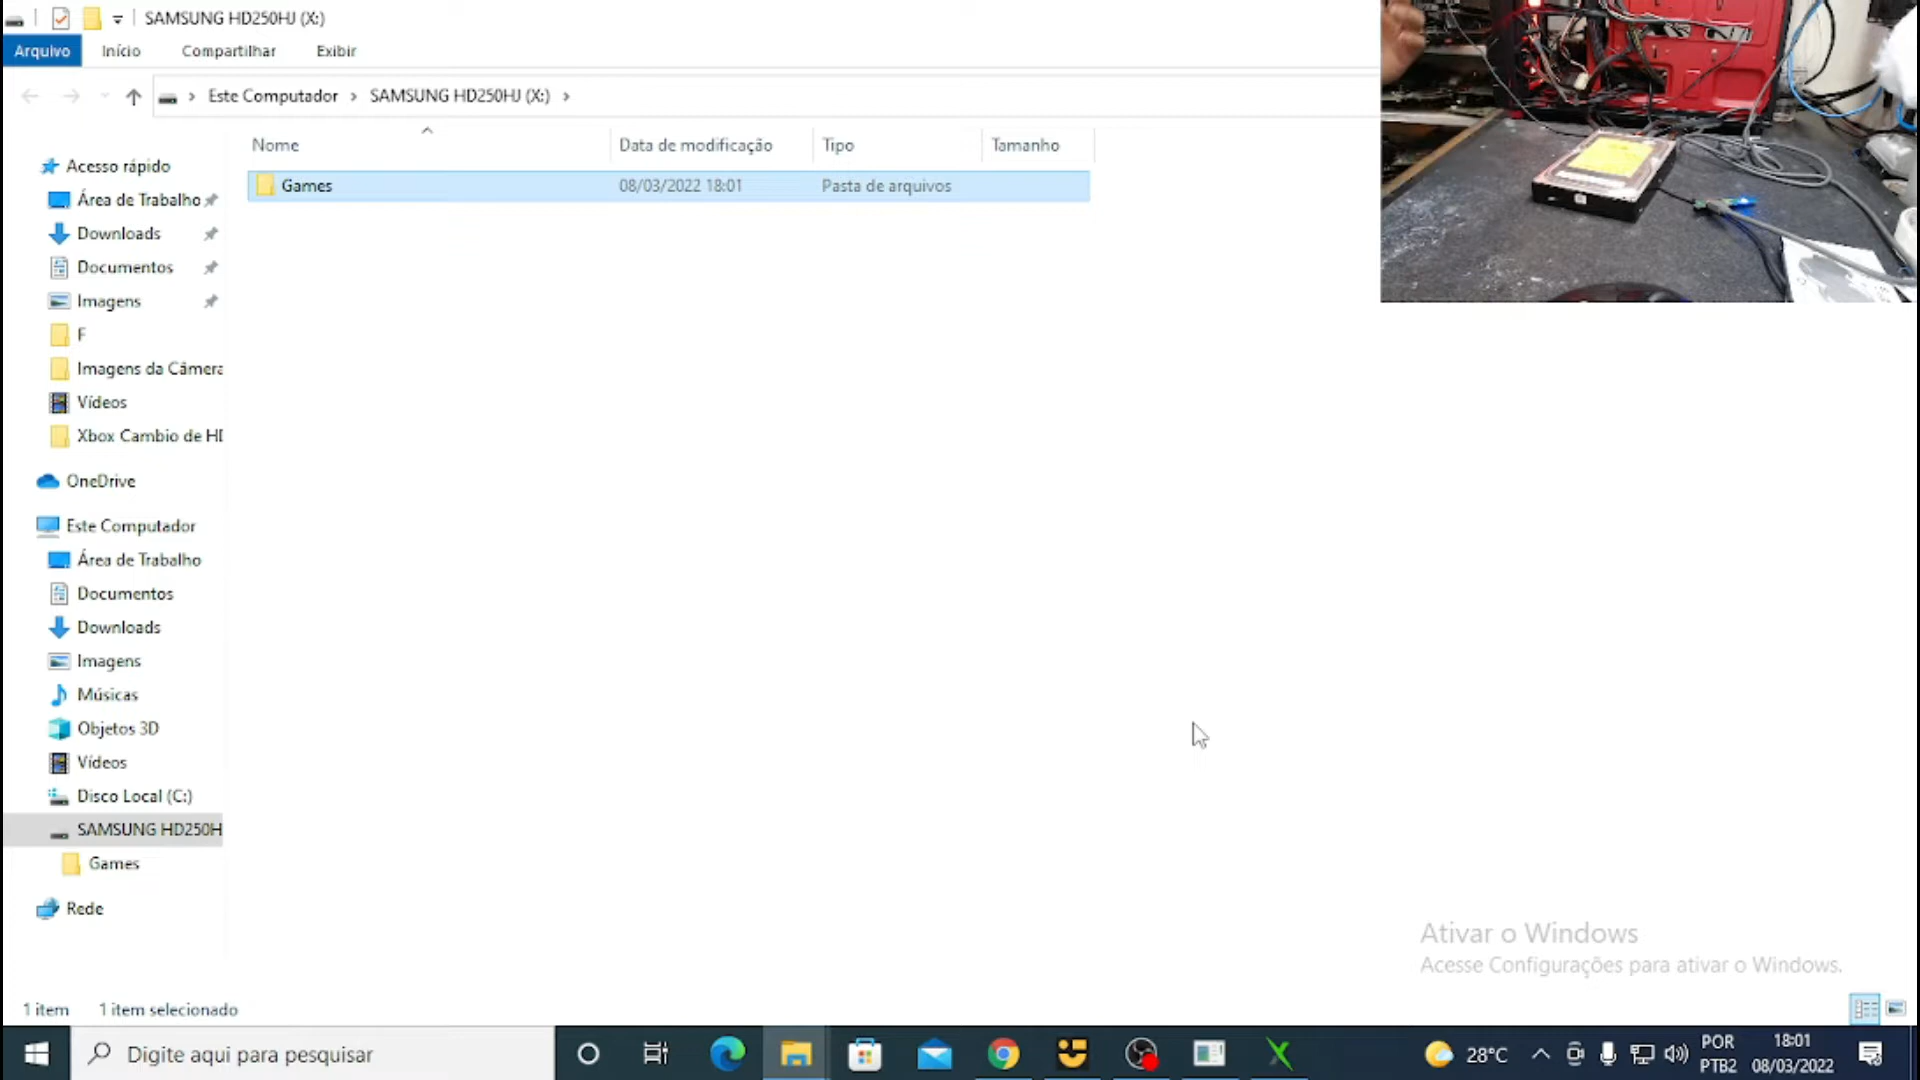 SAMSUNG HD250HJ (X:)
Arquivo Início Compartilhar Exibir
Este Computador SAMSUNG HD250HJ (X:)
Nome Data de modificação Tipo Tamanho
Games 08/03/2022 18:01 Pasta de arquivos
Acesso rápido
Área de Trabalho
Downloads
Documentos
Imagens
F
Imagens da Câmera
Vídeos
Xbox Cambio de HD
OneDrive
Este Computador
Área de Trabalho
Documentos
Downloads
Imagens
Músicas
Objetos 3D
Vídeos
Disco Local (C:)
SAMSUNG HD250H
Games
Rede
Ativar o Windows
Acesse Configurações para ativar o Windows.
1 item 1 item selecionado
Digite aqui para pesquisar
28°C
POR
PTB2
18:01
08/03/2022